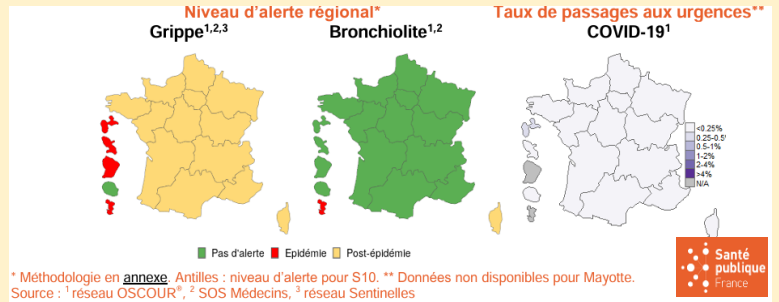 Niveau d'alerte régional*
Taux de passages aux urgences**
Grippe1,2,3
Bronchiolite1,2
COVID-191
<0.25%
0.25-0.5%
0.5-1%
1-2%
2-4%
>4%
N/A
Pas d'alerte
Epidémie
Post-épidémie
* Méthodologie en annexe. Antilles : niveau d'alerte pour S10. ** Données non disponibles pour Mayotte.
Source : 1 réseau OSCOUR®, 2 SOS Médecins, 3 réseau Sentinelles
Santé
publique
France